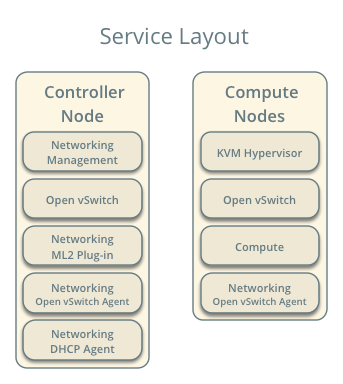 Service Layout
Controller
Node
Networking
Management
Open vSwitch
Networking
ML2 Plug-in
Networking
Open vSwitch Agent
Networking
DHCP Agent
Compute
Nodes
KVM Hypervisor
Open vSwitch
Compute
Networking
Open vSwitch Agent